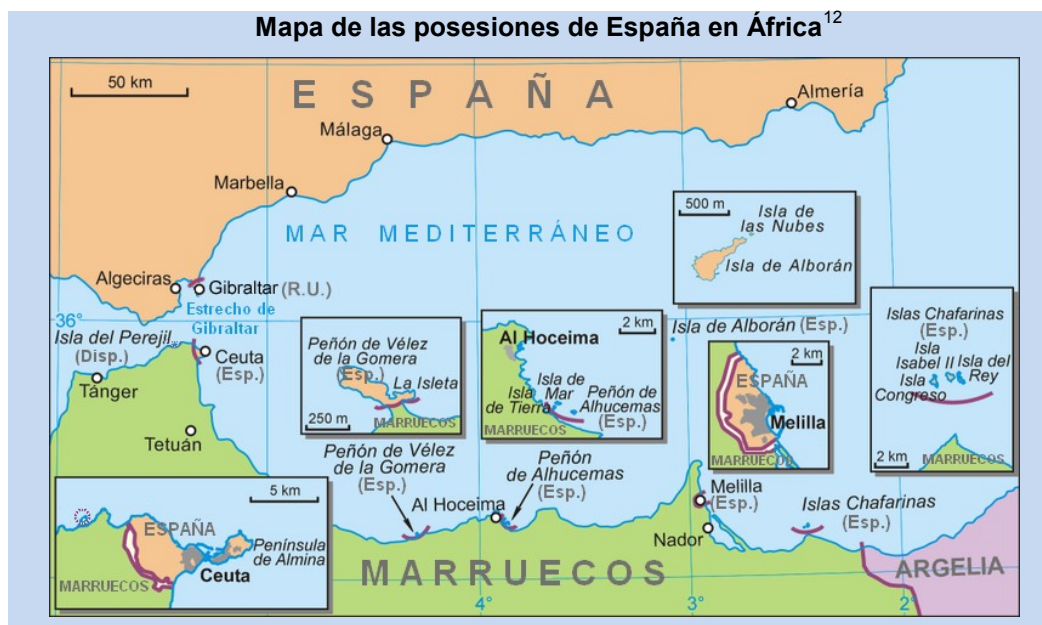 Mapa de las posesiones de España en África12
50 km
ESPAÑA
Almería
Málaga
Marbella
MAR MEDITERRÁNEO
500 m
Isla de
las Nubes
Isla de Alborán
Algeciras
Gibraltar (R.U.)
Estrecho de
Gibraltar
36°
Isla del Perejil
(Disp.)
Ceuta
(Esp.)
Tánger
Tetuán
Peñón de Vélez
de la Gomera
(Esp.)
La Isleta
250 m
MARRUECOS
2 km
Al Hoceima
Isla de
Mar
Isla
de Tierra
Peñón de
Alhucemas
(Esp.)
MARRUECOS
Isla de Alborán (Esp.)
2 km
ESPAÑA
Melilla
MARRUECOS
Islas Chafarinas
(Esp.)
Isla
Isabel II
Isla del
Rey
Isla
Congreso
2 km
MARRUECOS
Peñón de Vélez
de la Gomera
(Esp.)
Al Hoceima
Peñón
de Alhucemas
(Esp.)
Melilla
(Esp.)
Nador
Islas Chafarinas
(Esp.)
5 km
ESPAÑA
Península
de Almina
Ceuta
MARRUECOS
MARRUECOS
ARGELIA
4°
3°
2°